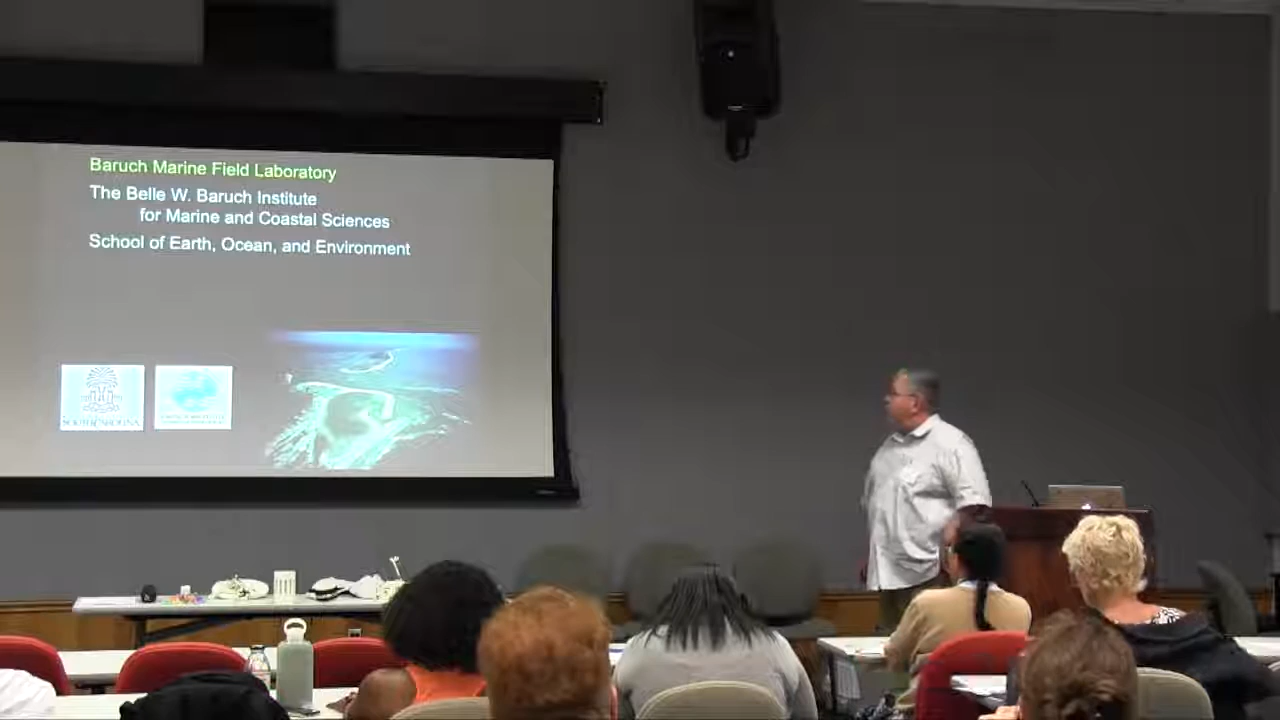 Baruch Marine Field Laboratory
The Belle W. Baruch Institute
for Marine and Coastal Sciences
School of Earth, Ocean, and Environment